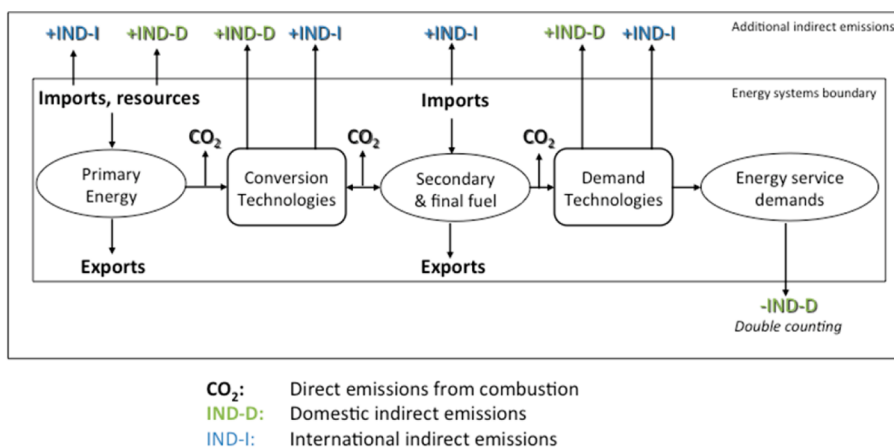 +IND-I +IND-D +IND-D +IND-I +IND-I +IND-D +IND-I
Additional indirect emissions
Energy systems boundary
Imports, resources
Imports
CO2 CO2 CO2
Primary
Energy
Conversion
Technologies
Secondary
& final fuel
Demand
Technologies
Energy service
demands
Exports
Exports
-IND-D
Double counting
CO2: Direct emissions from combustion
IND-D: Domestic indirect emissions
IND-I: International indirect emissions